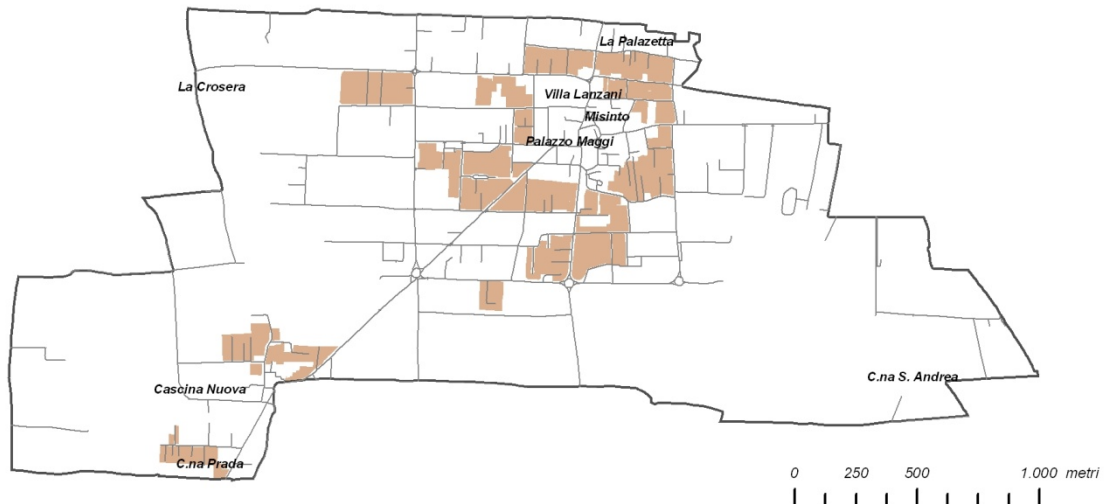 La Palazetta
La Crosera
Villa Lanzani
Misinto
Palazzo Maggi
Cascina Nuova
C.na S. Andrea
C.na Prada
0 250 500 1.000 metri